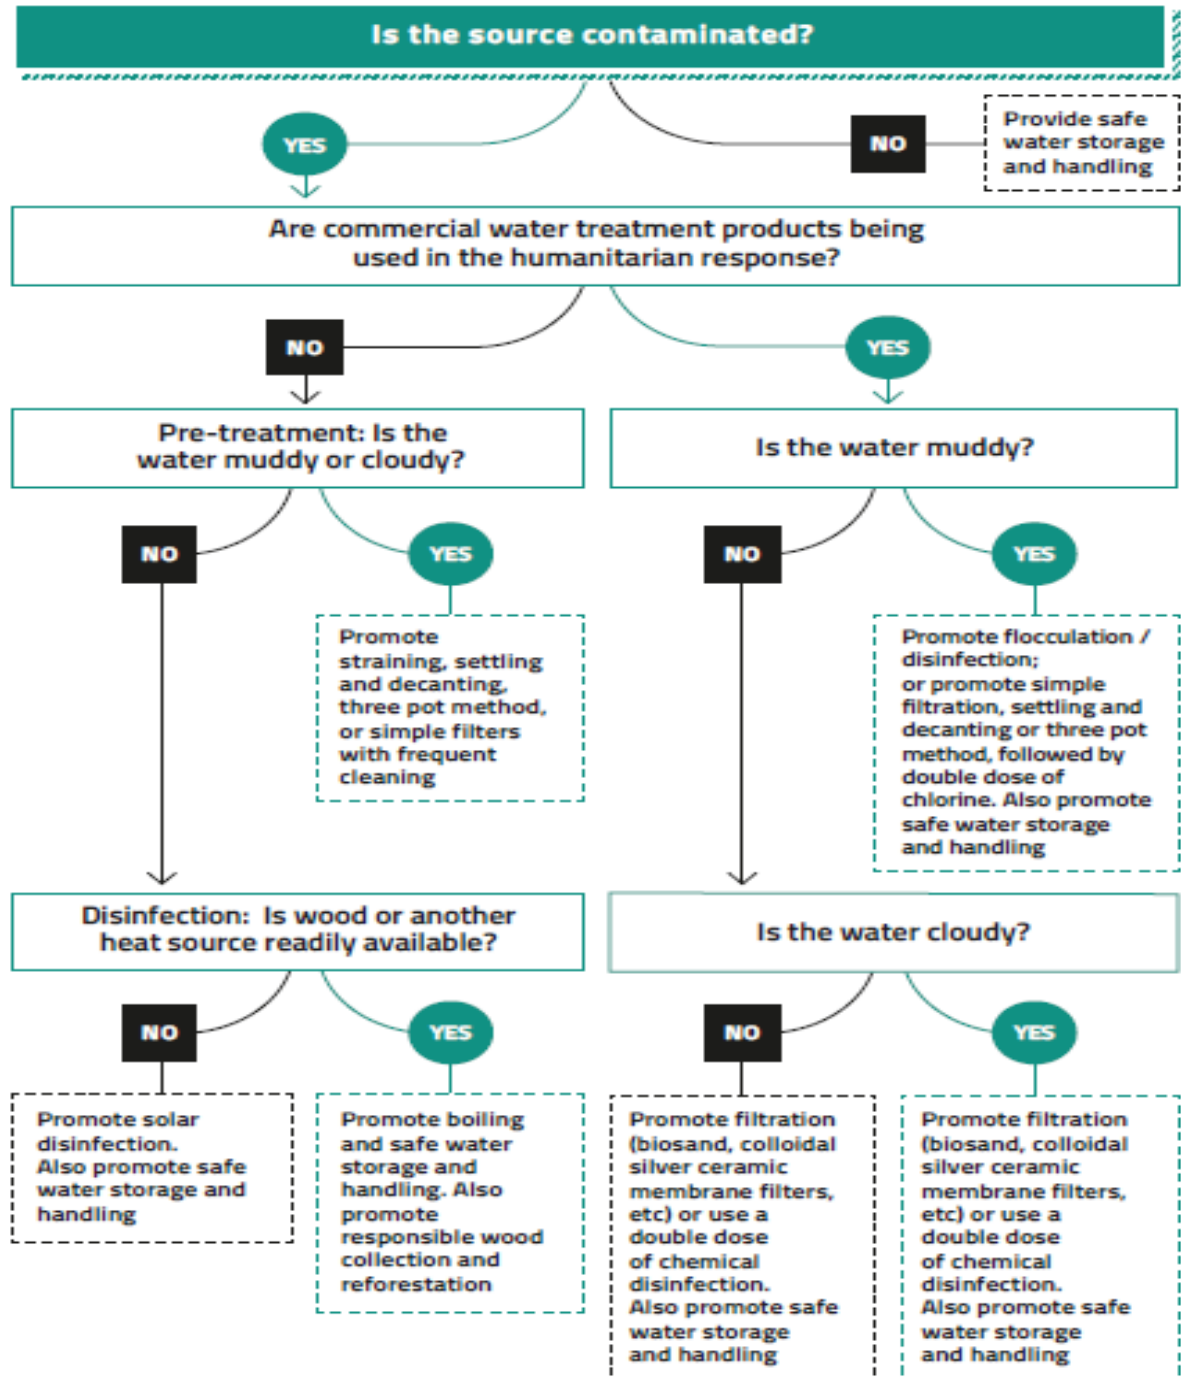 Is the source contaminated?
YES
NO
Provide safe
water storage
and handling
Are commercial water treatment products being
used in the humanitarian response?
NO
YES
Pre-treatment: Is the
water muddy or cloudy?
Is the water muddy?
NO
YES
NO
YES
Promote
straining, settling
and decanting,
three pot method,
or simple filters
with frequent
cleaning
Promote flocculation /
disinfection;
or promote simple
filtration, settling and
decanting or three pot
method, followed by
double dose of
chlorine. Also promote
safe water storage
and handling
Disinfection: Is wood or another
heat source readily available?
Is the water cloudy?
NO
YES
NO
YES
Promote solar
disinfection.
Also promote safe
water storage and
handling
Promote boiling
and safe water
storage and
handling. Also
promote
responsible wood
collection and
reforestation
Promote filtration
(biosand, colloidal
silver ceramic
membrane filters,
etc) or use a
double dose
of chemical
disinfection.
Also promote safe
water storage
and handling
Promote filtration
(biosand, colloidal
silver ceramic
membrane filters,
etc) or use a
double dose
of chemical
disinfection.
Also promote safe
water storage
and handling